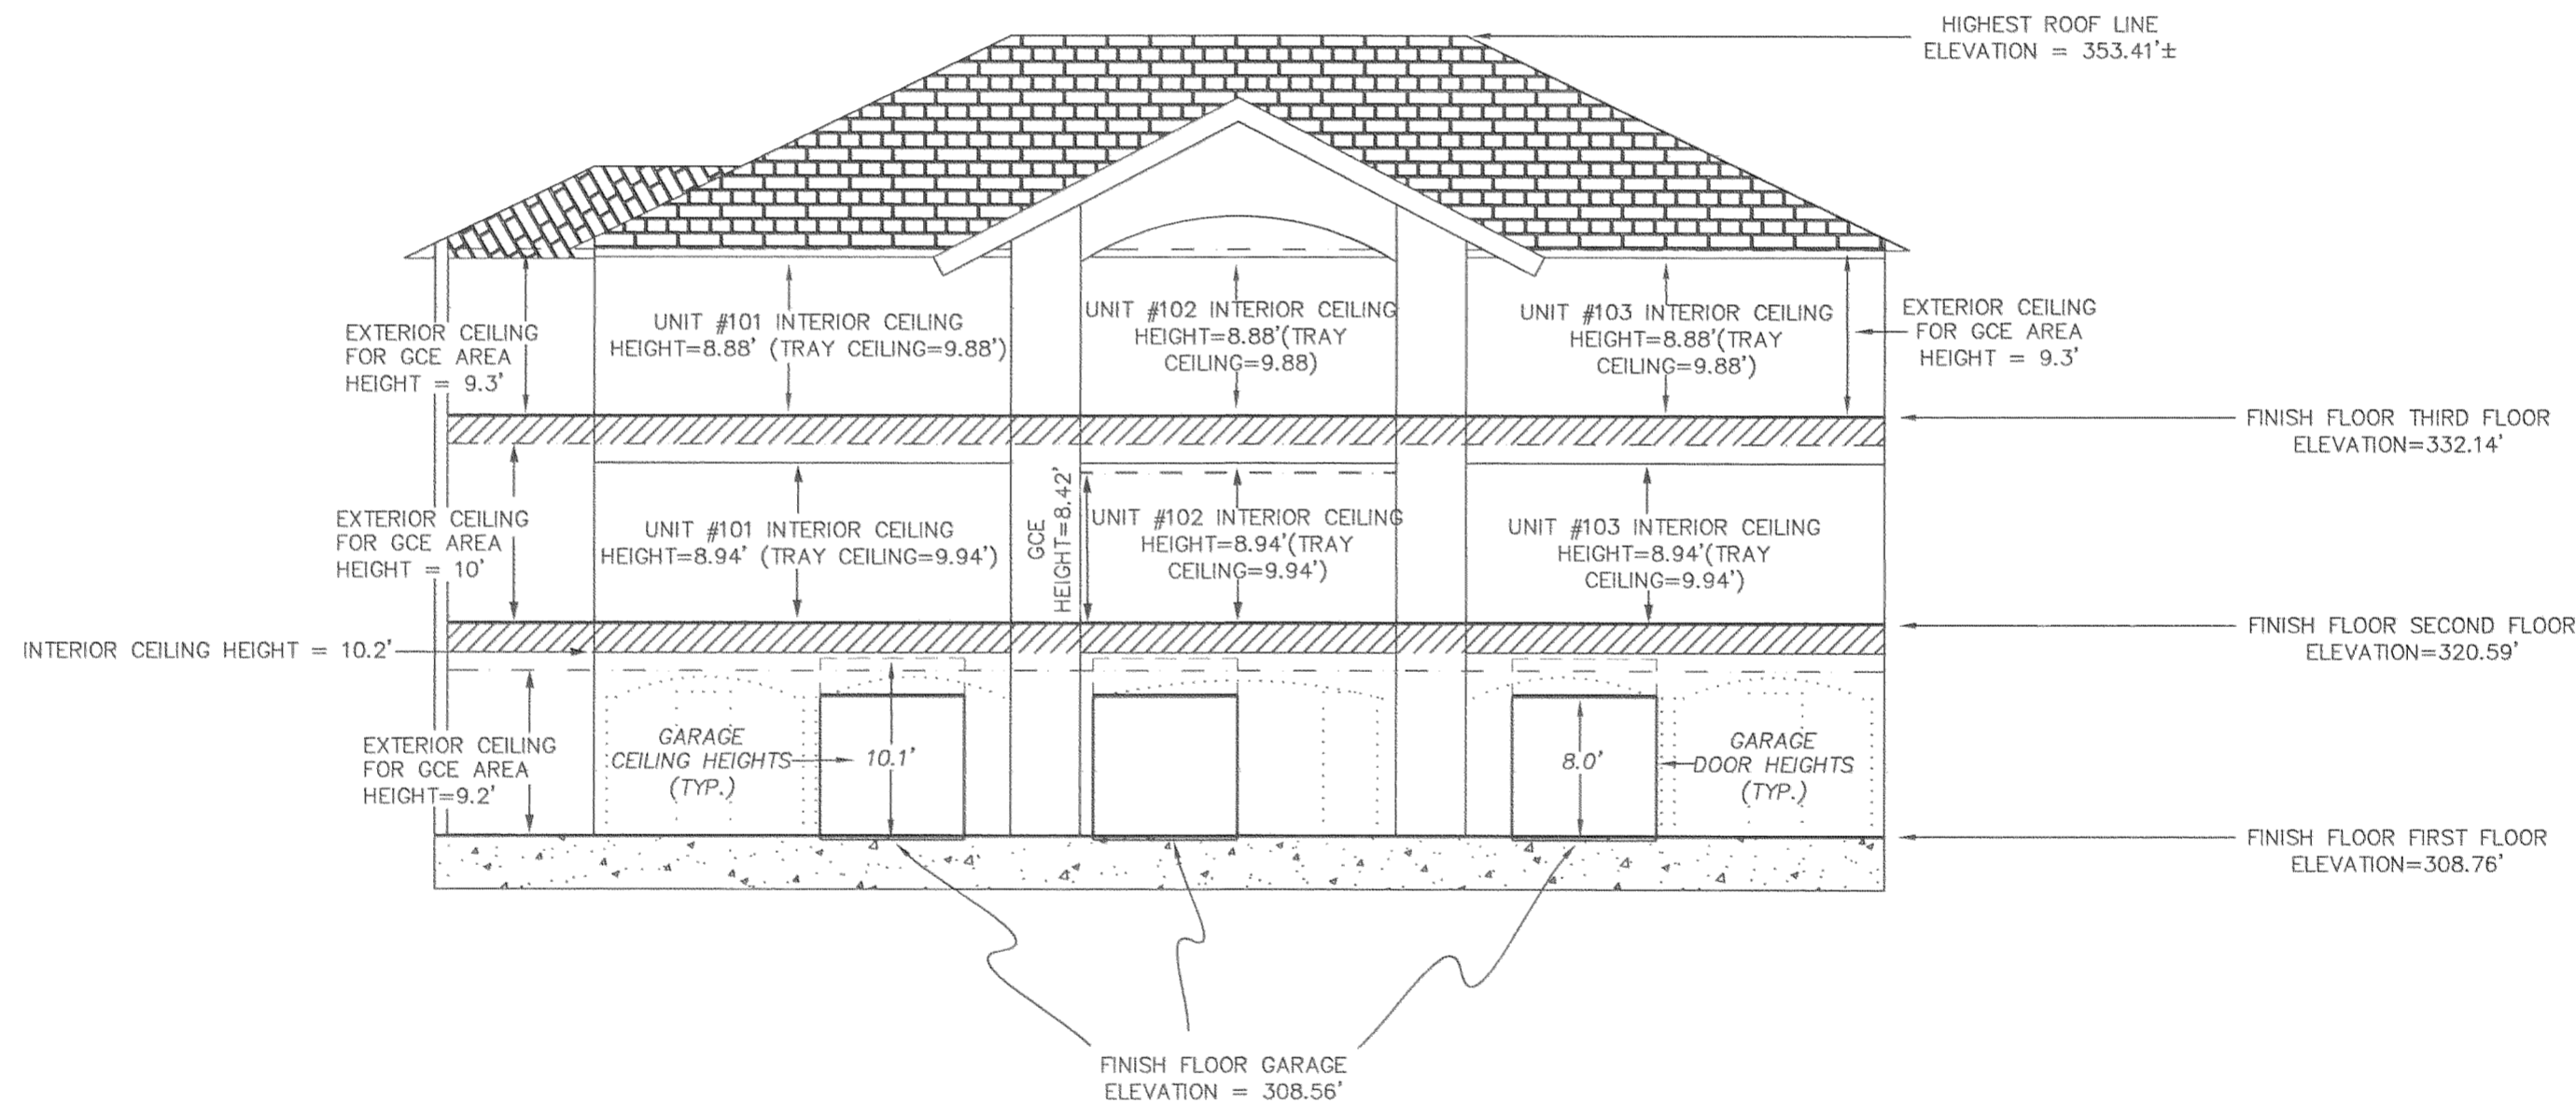 HIGHEST ROOF LINE
ELEVATION = 353.41'±
EXTERIOR CEILING
FOR GCE AREA
HEIGHT = 9.3'
UNIT #101 INTERIOR CEILING
HEIGHT=8.88' (TRAY CEILING=9.88')
UNIT #102 INTERIOR CEILING
HEIGHT=8.88'(TRAY
CEILING=9.88)
UNIT #103 INTERIOR CEILING
HEIGHT=8.88'(TRAY
CEILING=9.88')
EXTERIOR CEILING
FOR GCE AREA
HEIGHT = 9.3'
FINISH FLOOR THIRD FLOOR
ELEVATION=332.14'
EXTERIOR CEILING
FOR GCE AREA
HEIGHT = 10'
UNIT #101 INTERIOR CEILING
HEIGHT=8.94' (TRAY CEILING=9.94')
GCE
HEIGHT=8.42'
UNIT #102 INTERIOR CEILING
HEIGHT=8.94'(TRAY
CEILING=9.94')
UNIT #103 INTERIOR CEILING
HEIGHT=8.94'(TRAY
CEILING=9.94')
FINISH FLOOR SECOND FLOOR
ELEVATION=320.59'
INTERIOR CEILING HEIGHT = 10.2'
EXTERIOR CEILING
FOR GCE AREA
HEIGHT=9.2'
GARAGE
CEILING HEIGHTS
(TYP.)
10.1'
8.0'
GARAGE
DOOR HEIGHTS
(TYP.)
FINISH FLOOR FIRST FLOOR
ELEVATION=308.76'
FINISH FLOOR GARAGE
ELEVATION = 308.56'